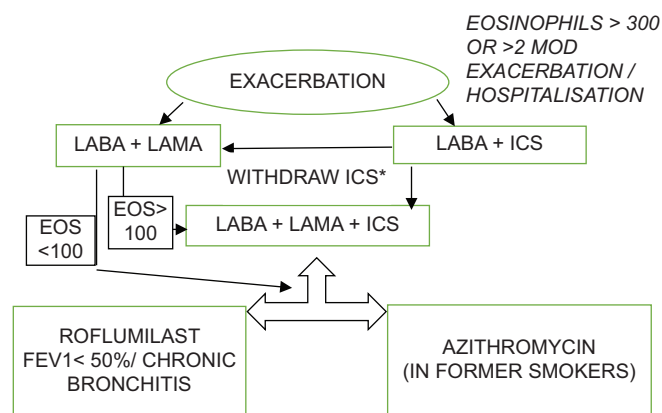 EOSINOPHILS > 300
OR >2 MOD
EXACERBATION /
HOSPITALISATION
EXACERBATION
LABA + LAMA
LABA + ICS
WITHDRAW ICS*
EOS
<100
EOS>
100
LABA + LAMA + ICS
ROFLUMILAST
FEV1< 50%/ CHRONIC
BRONCHITIS
AZITHROMYCIN
(IN FORMER SMOKERS)